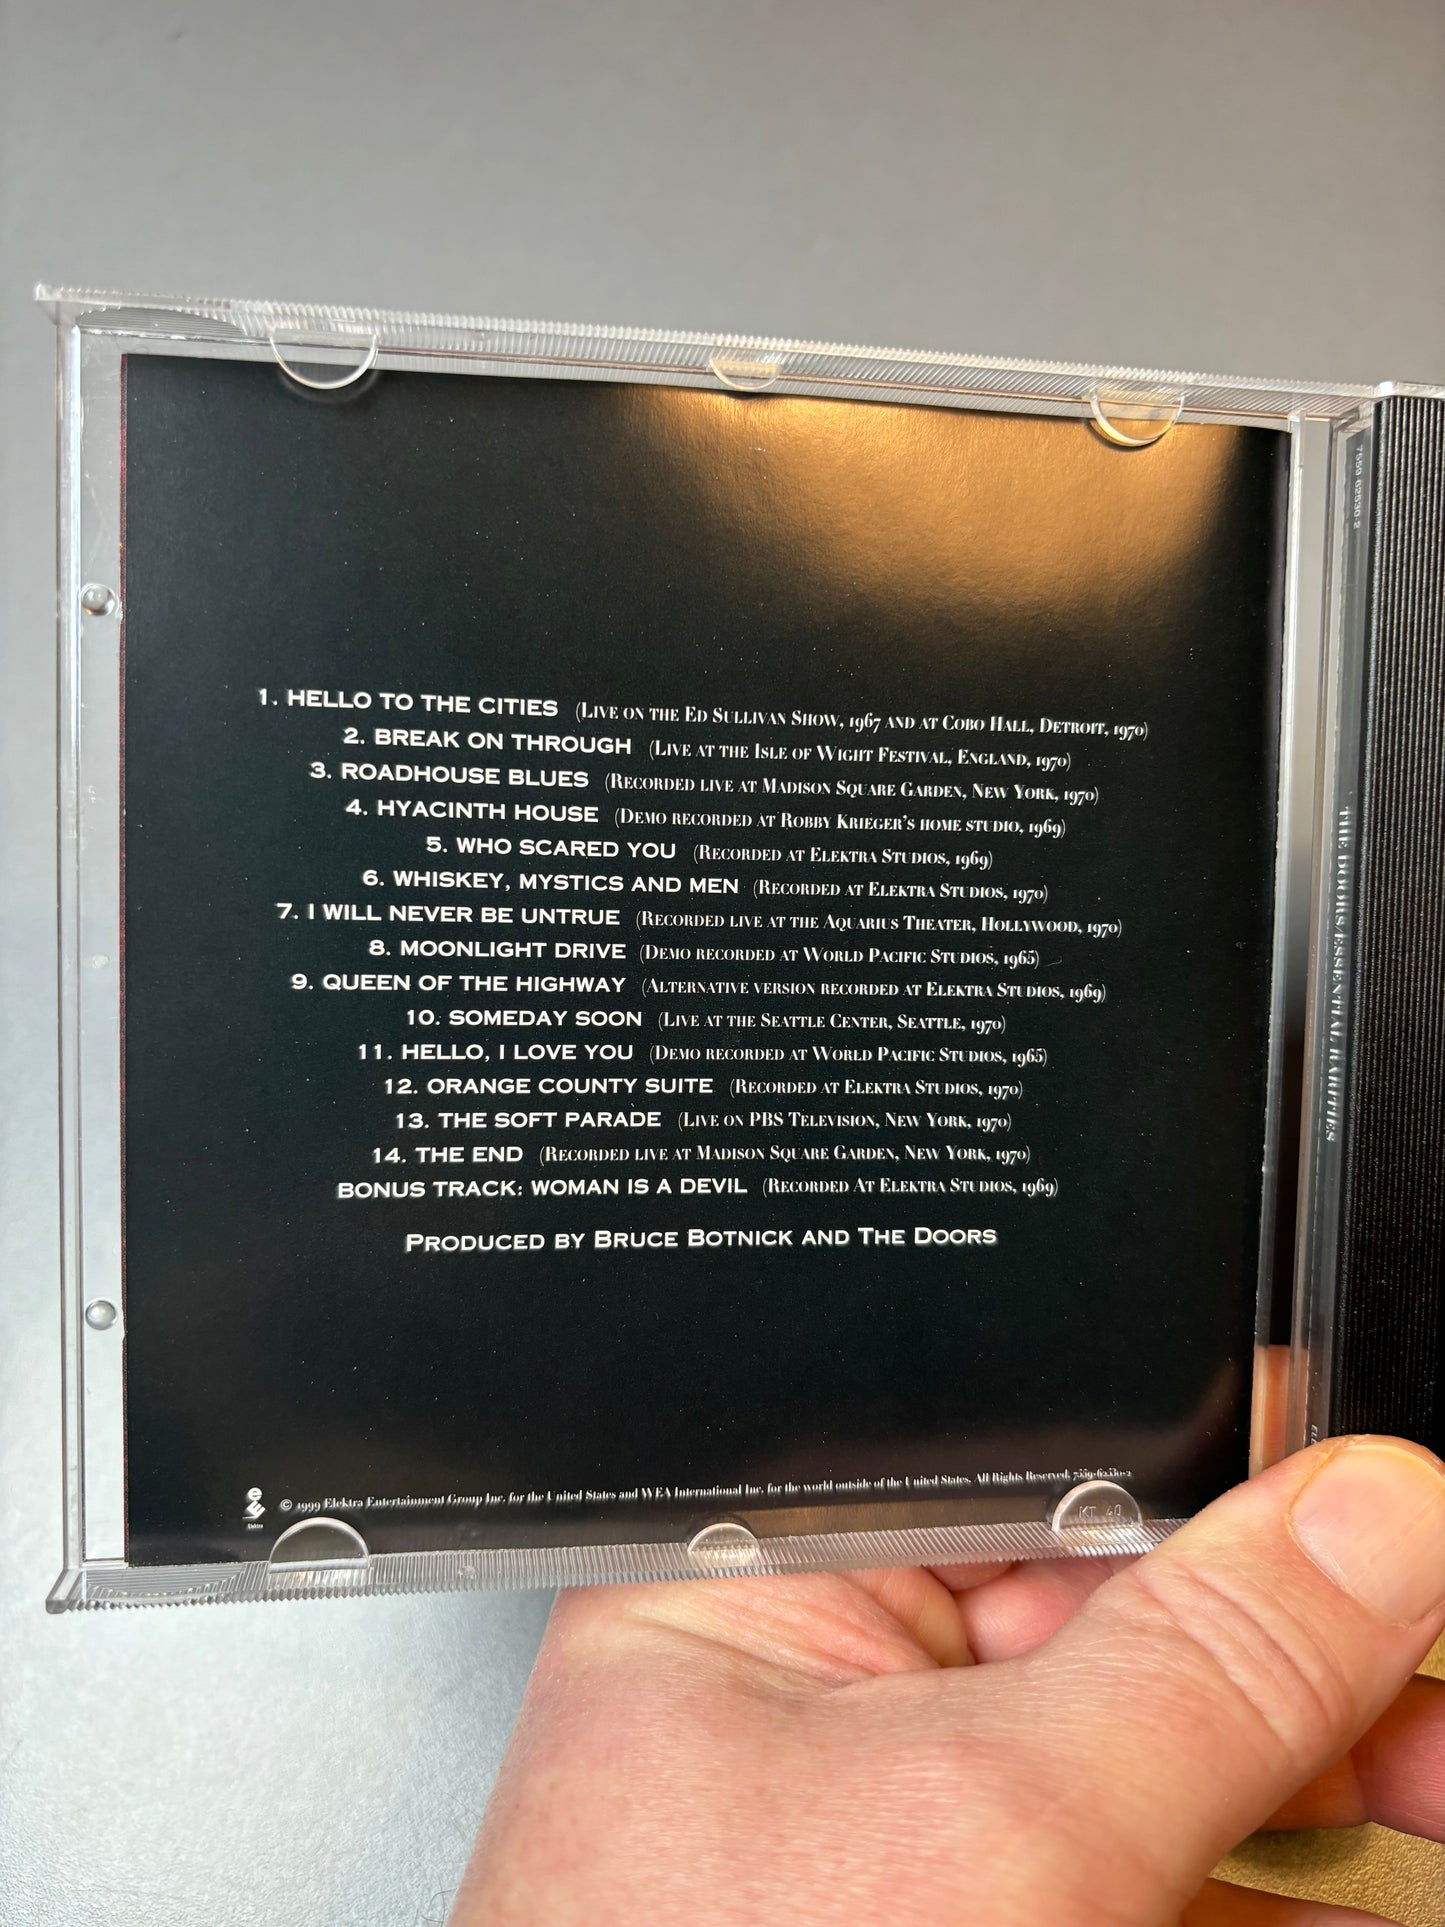 1. HELLO TO THE CITIES (LIVE ON THE ED SULLIVAN SHOW, 1967 AND AT COBO HALL, DETROIT, 1970)
2. BREAK ON THROUGH (LIVE AT THE ISLE OF WIGHT FESTIVAL, ENGLAND, 1970)
3. ROADHOUSE BLUES (RECORDED LIVE AT MADISON SQUARE GARDEN, NEW YORK, 1970)
4. HYACINTH HOUSE (DEMO RECORDED AT ROBBY KRIEGER'S HOME STUDIO, 1969)
5. WHO SCARED YOU (RECORDED AT ELEKTRA STUDIOS, 1969)
6. WHISKEY, MYSTICS AND MEN (RECORDED AT ELEKTRA STUDIOS, 1970)
7. I WILL NEVER BE UNTRUE (RECORDED LIVE AT THE AQUARIUS THEATER, HOLLYWOOD, 1970)
8. MOONLIGHT DRIVE (DEMO RECORDED AT WORLD PACIFIC STUDIOS, 1965)
9. QUEEN OF THE HIGHWAY (ALTERNATIVE VERSION RECORDED AT ELEKTRA STUDIOS, 1969)
10. SOMEDAY SOON (LIVE AT THE SEATTLE CENTER, SEATTLE, 1970)
11. HELLO, I LOVE YOU (DEMO RECORDED AT WORLD PACIFIC STUDIOS, 1965)
12. ORANGE COUNTY SUITE (RECORDED AT ELEKTRA STUDIOS, 1970)
13. THE SOFT PARADE (LIVE ON PBS TELEVISION, NEW YORK, 1970)
14. THE END (RECORDED LIVE AT MADISON SQUARE GARDEN, NEW YORK, 1970)
BONUS TRACK: WOMAN IS A DEVIL (RECORDED AT ELEKTRA STUDIOS, 1969)
PRODUCED BY BRUCE BOTNICK AND THE DOORS
Elektra
© 1999 Elektra Entertainment Group Inc. for the United States and WEA International Inc. for the world outside of the United States. All Rights Reserved. 7559-62530-2
KT 40
7559 62530-2
THE DOORS/ESSENTIAL RARITIES